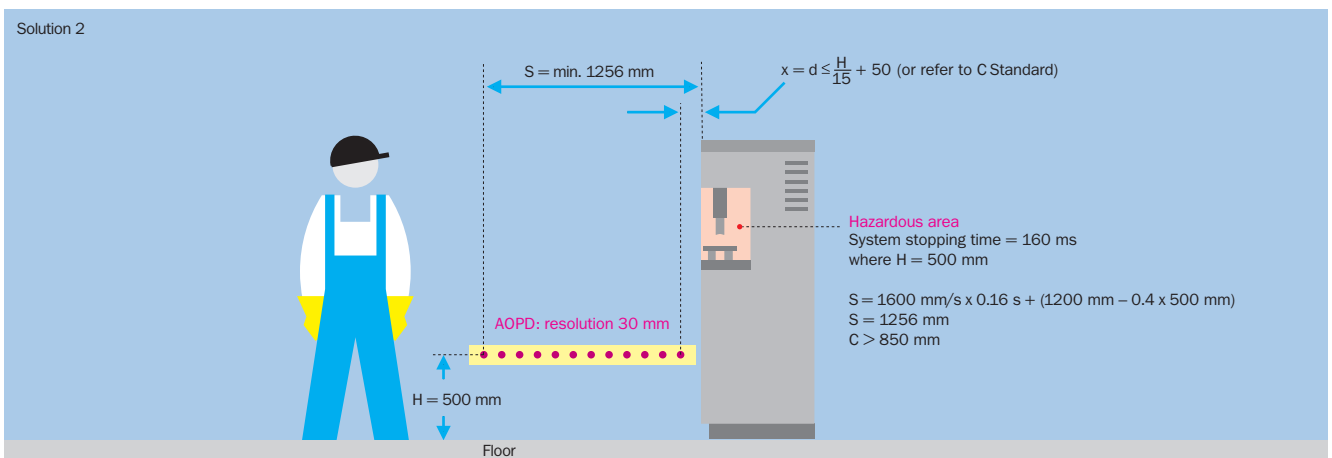 Solution 2
S = min. 1256 mm
x = d ≤ H/15 + 50 (or refer to C Standard)
Hazardous area
System stopping time = 160 ms
where H = 500 mm
S = 1600 mm/s x 0.16 s + (1200 mm – 0.4 x 500 mm)
S = 1256 mm
C > 850 mm
AOPD: resolution 30 mm
H = 500 mm
Floor